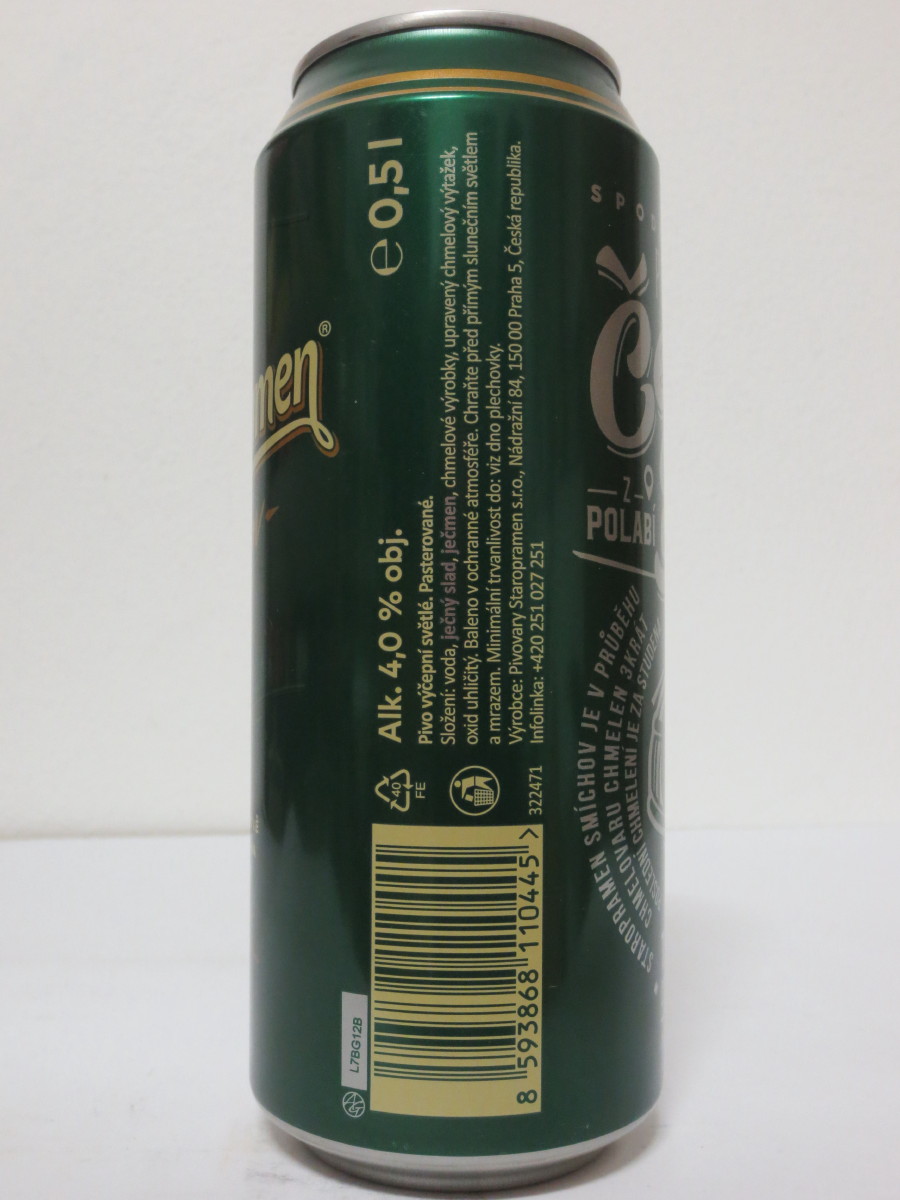 men®
Alk. 4,0 % obj.
e 0,5 l
Pivo výčepní světlé. Pasterované.
Složení: voda, ječný slad, ječmen, chmelové výrobky, upravený chmelový výtažek,
oxid uhličitý. Baleno v ochranné atmosféře. Chraňte před přímým slunečním světlem
a mrazem. Minimální trvanlivost do: viz dno plechovky.
Výrobce: Pivovary Staropramen s.r.o., Nádražní 84, 150 00 Praha 5, Česká republika.
Infolinka: +420 251 027 251
40
FE
322471
8 593868 110445 >
L7BG12B
SPO
Z
POLABÍ
STAROPRAMEN SMÍCHOV JE V PRŮBĚHU
CHMELOVARU CHMELEN 3KRÁT
CHMELENÍ JE ZA STUDENA